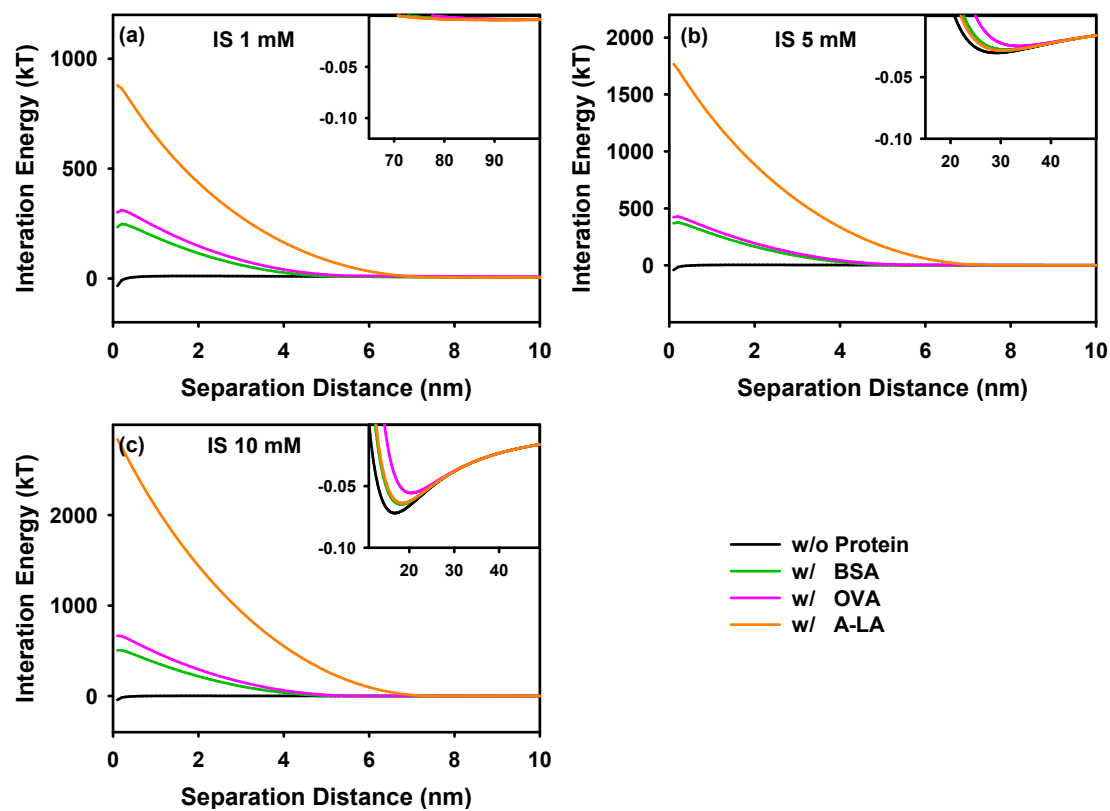 (a) IS 1 mM
Interation Energy (kT)
1000
500
0
-0.05
-0.10
70 80 90
0 2 4 6 8 10
Separation Distance (nm)
(b) IS 5 mM
Interation Energy (kT)
2000
1500
1000
500
0
-0.05
-0.10
20 30 40
0 2 4 6 8 10
Separation Distance (nm)
(c) IS 10 mM
Interation Energy (kT)
2000
1000
0
-0.05
-0.10
20 30 40
0 2 4 6 8 10
Separation Distance (nm)
w/o Protein
w/ BSA
w/ OVA
w/ A-LA